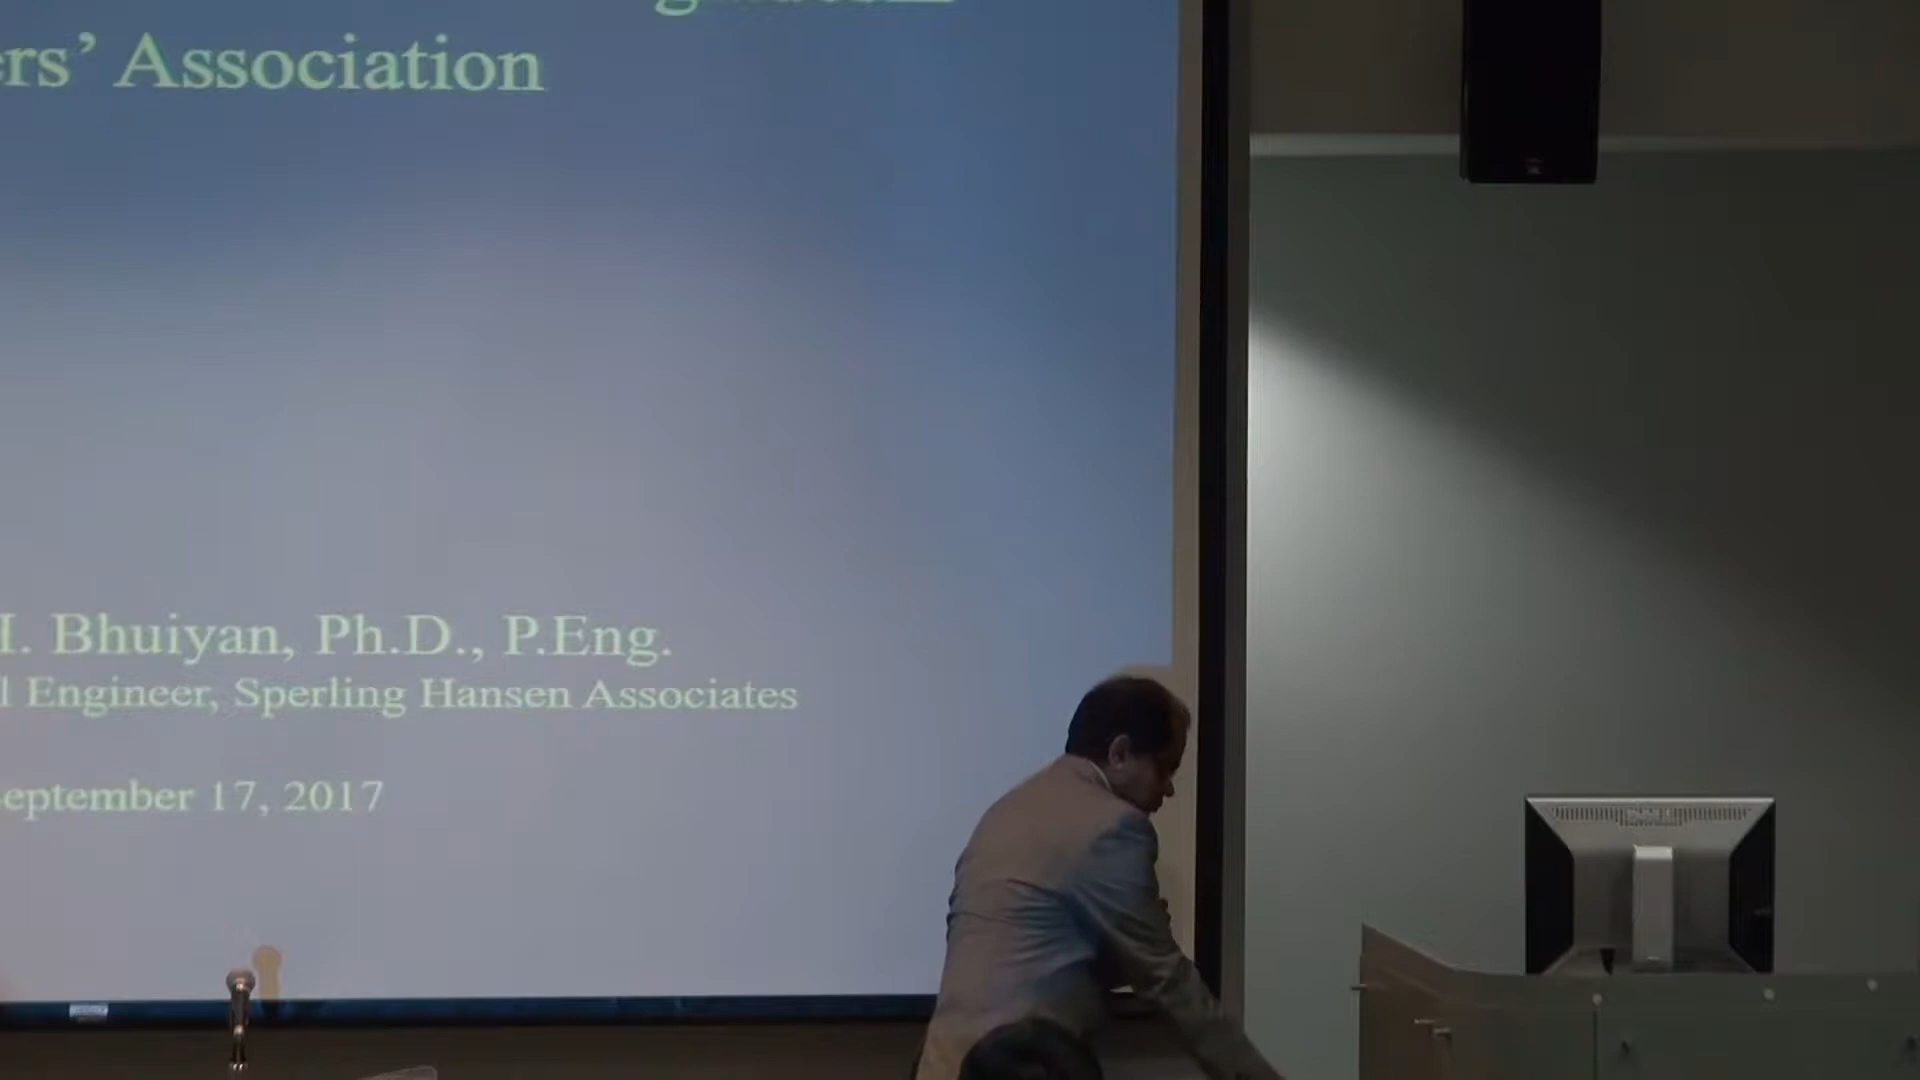 ers’ Association
I. Bhuiyan, Ph.D., P.Eng.
l Engineer, Sperling Hansen Associates
eptember 17, 2017